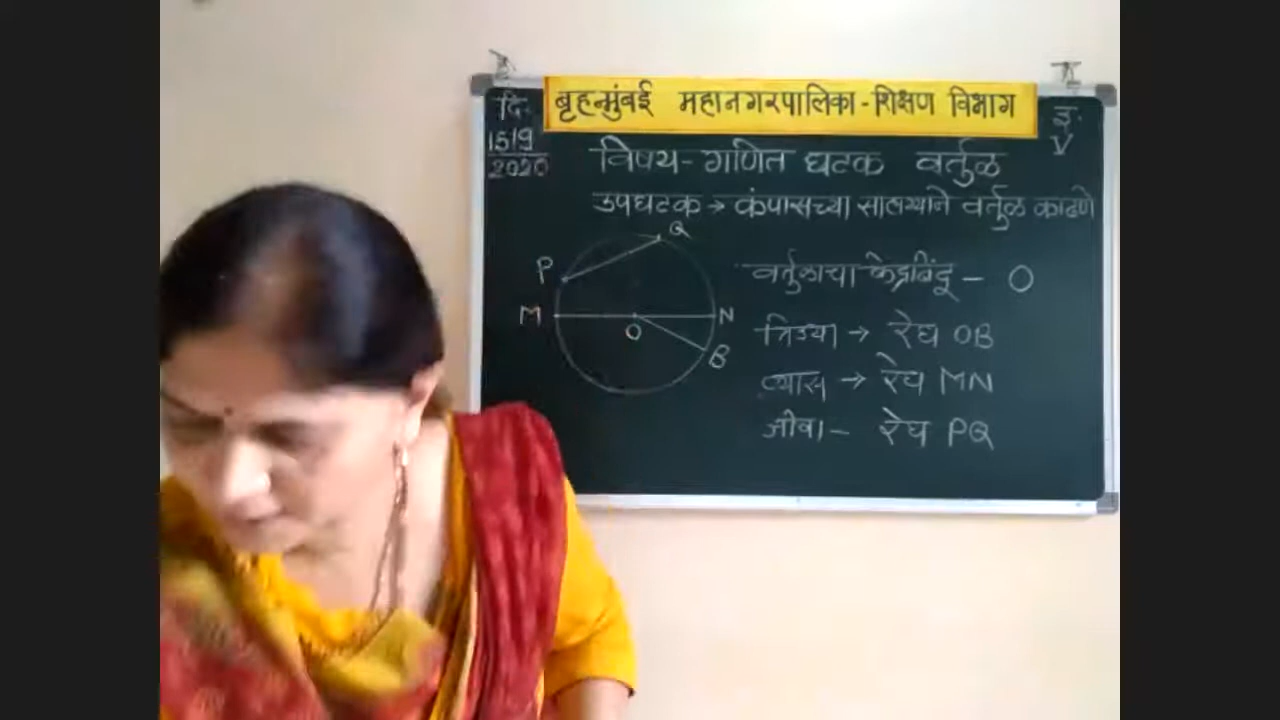 बृहन्मुंबई महानगरपालिका - शिक्षण विभाग
दि.
15|9
2020
इ.
V
विषय - गणित घटक वर्तुळ
उपघटक → कंपासच्या साहाय्याने वर्तुळ काढणे
Q
P
M
N
O
B
वर्तुळाचा केंद्रबिंदू - O
त्रिज्या → रेघ OB
व्यास → रेघ MN
जीवा - रेघ PQ